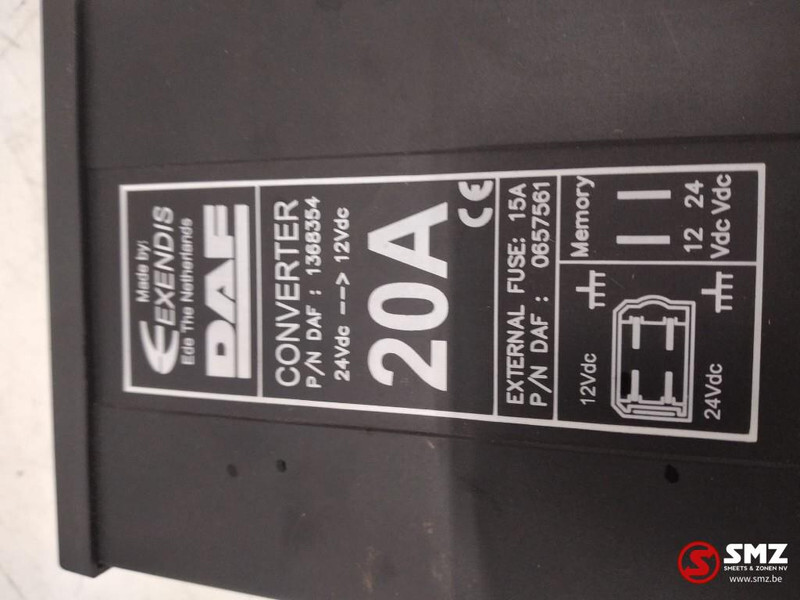 Made by:
EXENDIS
Ede The Netherlands
DAF
CONVERTER
P/N DAF : 1368354
24Vdc --> 12Vdc
20A
CE
EXTERNAL FUSE: 15A
P/N DAF : 0657561
Memory
12 24
Vdc Vdc
12Vdc
24Vdc
SMZ
SMEETS & ZONEN NV
www.smz.be